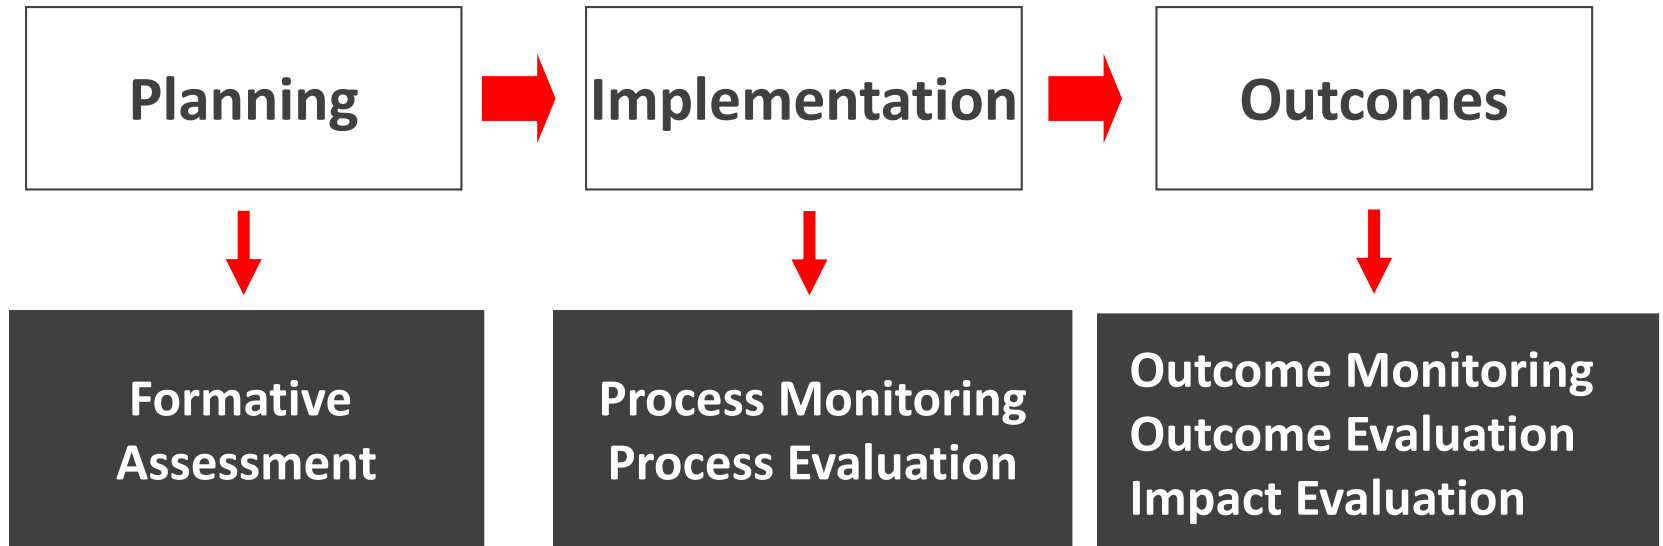 Planning
Implementation
Outcomes
Formative
Assessment
Process Monitoring
Process Evaluation
Outcome Monitoring
Outcome Evaluation
Impact Evaluation